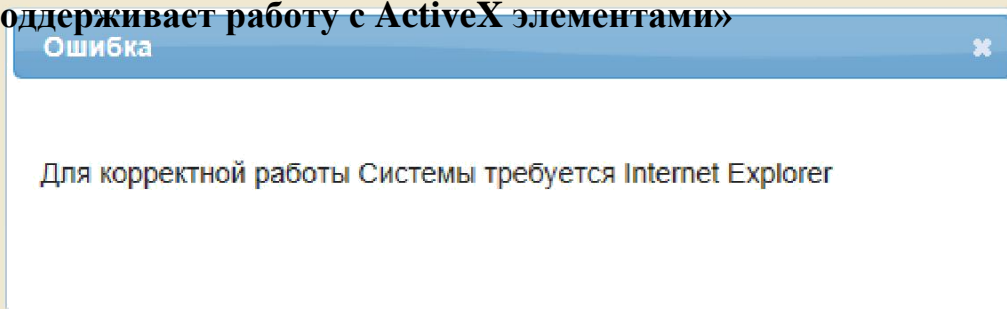 оддерживает работу с ActiveX элементами»
Ошибка
Для корректной работы Системы требуется Internet Explorer